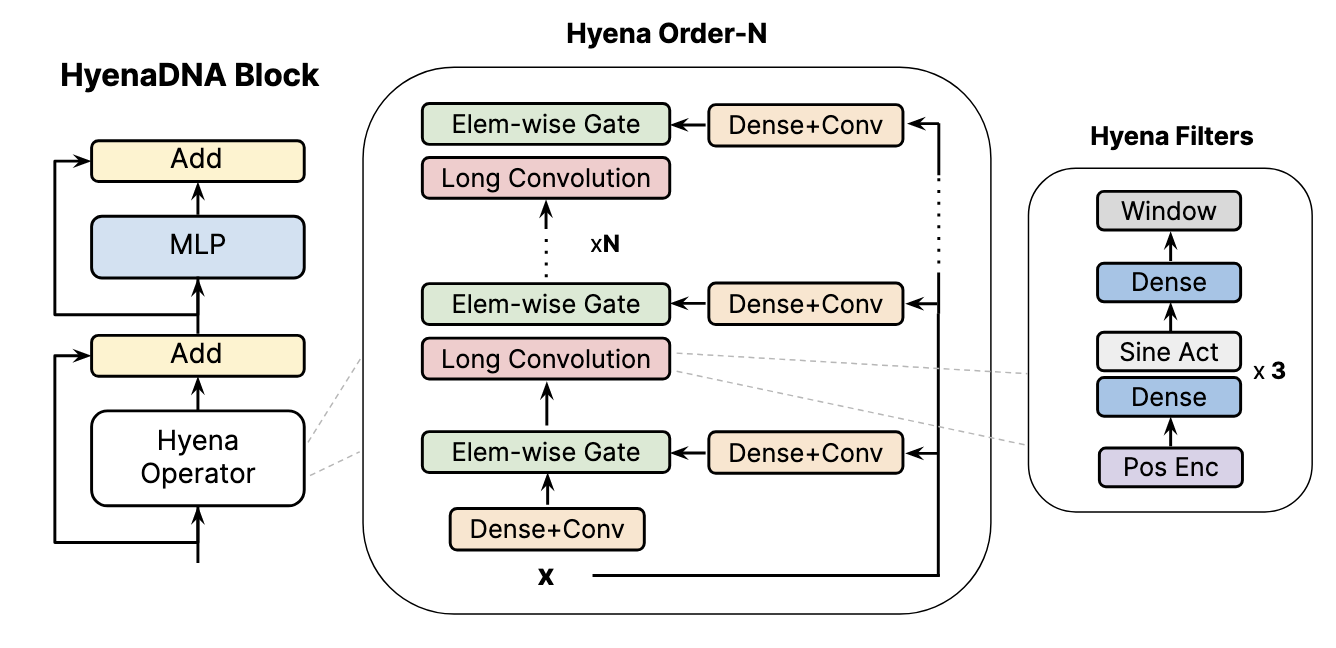 HyenaDNA Block
Add
MLP
Add
Hyena
Operator
Hyena Order-N
Elem-wise Gate
Dense+Conv
Long Convolution
xN
Elem-wise Gate
Dense+Conv
Long Convolution
Elem-wise Gate
Dense+Conv
Dense+Conv
x
Hyena Filters
Window
Dense
Sine Act
x 3
Dense
Pos Enc